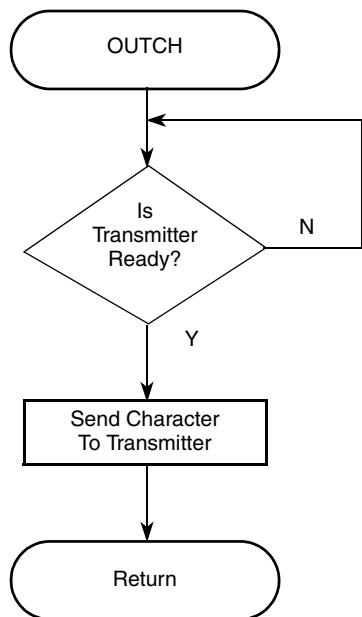 OUTCH
Is
Transmitter
Ready?
N
Y
Send Character
To Transmitter
Return